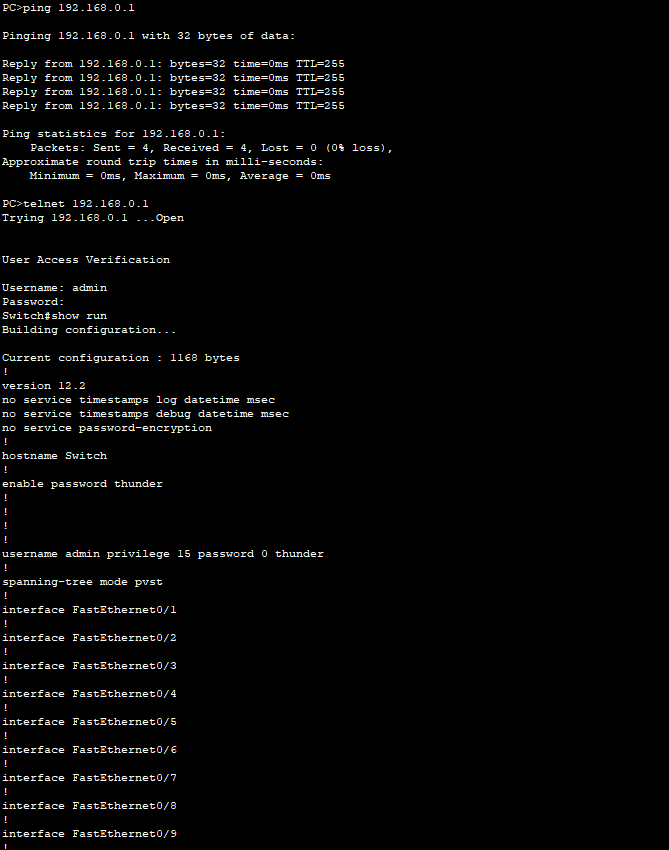 PC>ping 192.168.0.1
Pinging 192.168.0.1 with 32 bytes of data:
Reply from 192.168.0.1: bytes=32 time=0ms TTL=255
Reply from 192.168.0.1: bytes=32 time=0ms TTL=255
Reply from 192.168.0.1: bytes=32 time=0ms TTL=255
Reply from 192.168.0.1: bytes=32 time=0ms TTL=255
Ping statistics for 192.168.0.1:
    Packets: Sent = 4, Received = 4, Lost = 0 (0% loss),
Approximate round trip times in milli-seconds:
    Minimum = 0ms, Maximum = 0ms, Average = 0ms
PC>telnet 192.168.0.1
Trying 192.168.0.1 ...Open
User Access Verification
Username: admin
Password:
Switch#show run
Building configuration...
Current configuration : 1168 bytes
!
version 12.2
no service timestamps log datetime msec
no service timestamps debug datetime msec
no service password-encryption
!
hostname Switch
!
enable password thunder
!
!
!
!
username admin privilege 15 password 0 thunder
!
spanning-tree mode pvst
!
interface FastEthernet0/1
!
interface FastEthernet0/2
!
interface FastEthernet0/3
!
interface FastEthernet0/4
!
interface FastEthernet0/5
!
interface FastEthernet0/6
!
interface FastEthernet0/7
!
interface FastEthernet0/8
!
interface FastEthernet0/9
!